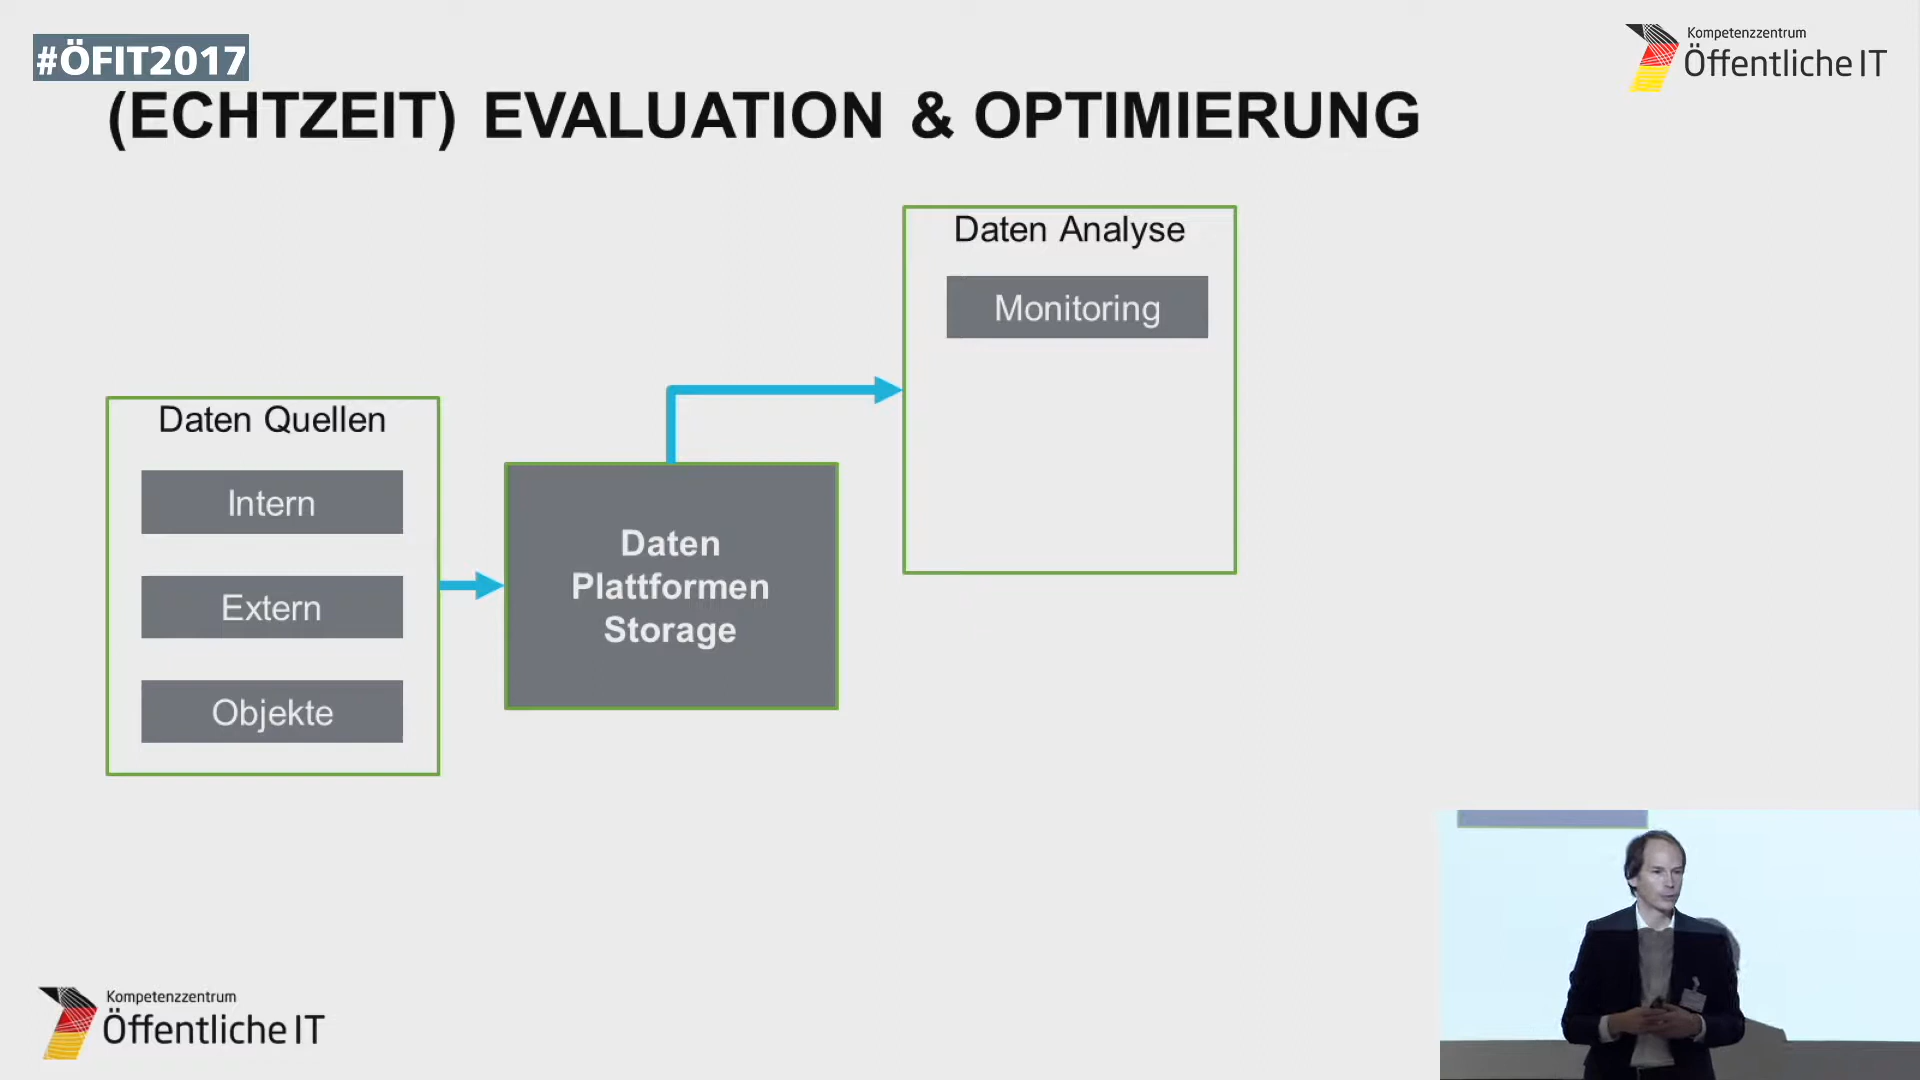 #ÖFIT2017
Kompetenzzentrum
Öffentliche IT
(ECHTZEIT) EVALUATION & OPTIMIERUNG
Daten Analyse
Monitoring
Daten Quellen
Intern
Extern
Objekte
Daten
Plattformen
Storage
Kompetenzzentrum
Öffentliche IT